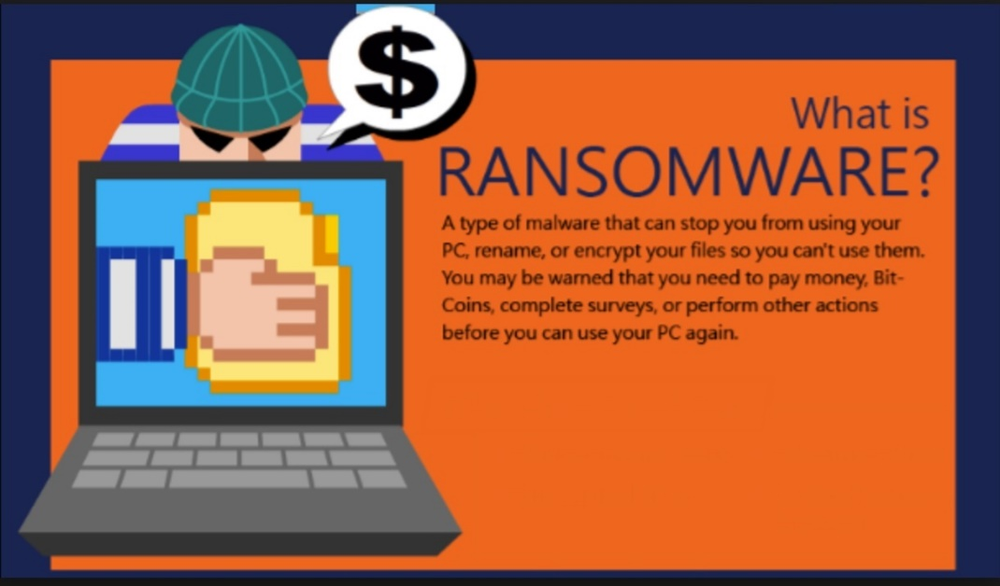 $
What is
RANSOMWARE?
A type of malware that can stop you from using your
PC, rename, or encrypt your files so you can't use them.
You may be warned that you need to pay money, Bit-
Coins, complete surveys, or perform other actions
before you can use your PC again.